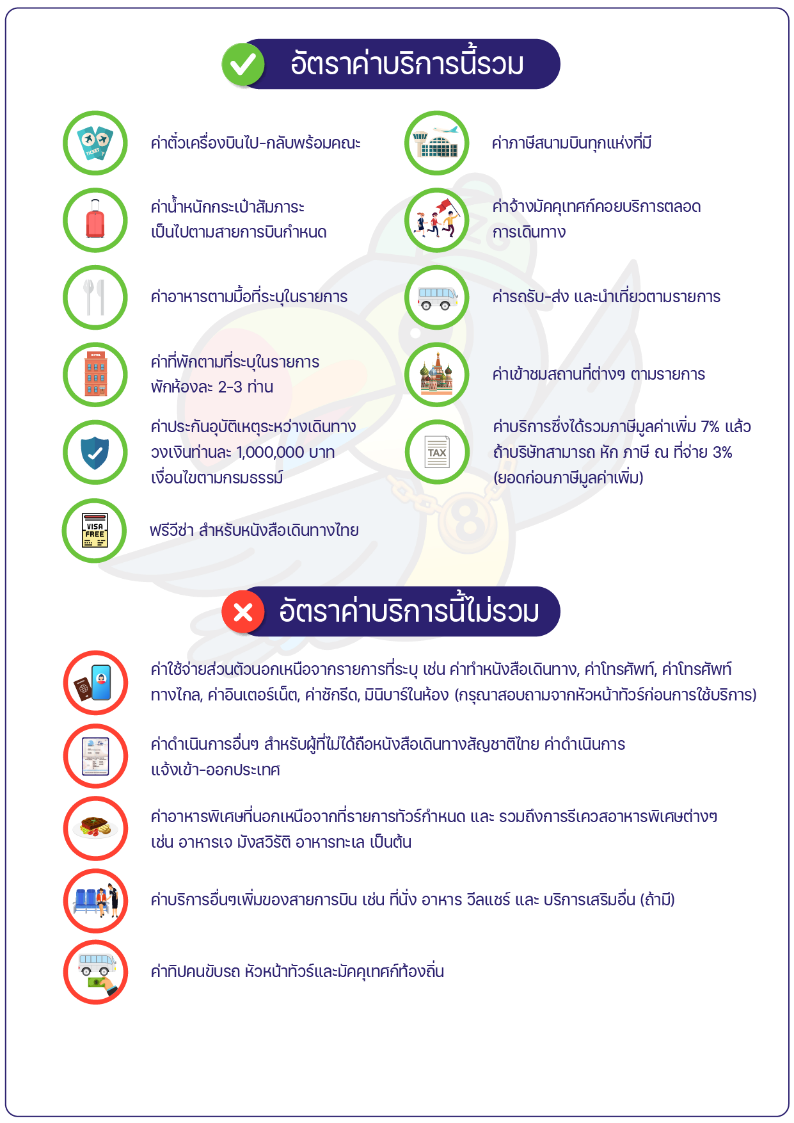 อัตราค่าบริการนี้รวม
ค่าตั่วเครื่องบินไป-กลับพร้อมคณะ
ค่าภาษีสนามบินทุกแห่งที่มี
ค่าน้ำหนักกระเป๋าสัมภาระ
เป็นไปตามสายการบินกำหนด
ค่าจ้างมัคคุเทศก์คอยบริการตลอด
การเดินทาง
ค่าอาหารตามมื้อที่ระบุในรายการ
ค่ารถรับ-ส่ง และนำเที่ยวตามรายการ
ค่าที่พักตามที่ระบุในรายการ
พักห้องละ 2-3 ท่าน
ค่าเข้าชมสถานที่ต่างๆ ตามรายการ
ค่าประกันอุบัติเหตุระหว่างเดินทาง
วงเงินท่านละ 1,000,000 บาท
เงื่อนไขตามกรมธรรม์
ค่าบริการซึ่งได้รวมภาษีมูลค่าเพิ่ม 7% แล้ว
ถ้าบริษัทสามารถ หัก ภาษี ณ ที่จ่าย 3%
(ยอดก่อนภาษีมูลค่าเพิ่ม)
TAX
VISA
FREE
ฟรีวีซ่า สำหรับหนังสือเดินทางไทย
8
อัตราค่าบริการนี้ไม่รวม
ค่าใช้จ่ายส่วนตัวนอกเหนือจากรายการที่ระบุ เช่น ค่าทำหนังสือเดินทาง, ค่าโทรศัพท์, ค่าโทรศัพท์
ทางไกล, ค่าอินเตอร์เน็ต, ค่าซักรีด, มินิบาร์ในห้อง (กรุณาสอบถามจากหัวหน้าทัวร์ก่อนการใช้บริการ)
ค่าดำเนินการอื่นๆ สำหรับผู้ที่ไม่ได้ถือหนังสือเดินทางสัญชาติไทย ค่าดำเนินการ
แจ้งเข้า-ออกประเทศ
ค่าอาหารพิเศษที่นอกเหนือจากที่รายการทัวร์กำหนด และ รวมถึงการรีเควสอาหารพิเศษต่างๆ
เช่น อาหารเจ มังสวิรัติ อาหารทะเล เป็นต้น
ค่าบริการอื่นๆเพิ่มของสายการบิน เช่น ที่นั่ง อาหาร วีลแชร์ และ บริการเสริมอื่น (ถ้ามี)
ค่าทิปคนขับรถ หัวหน้าทัวร์และมัคคุเทศก์ท้องถิ่น